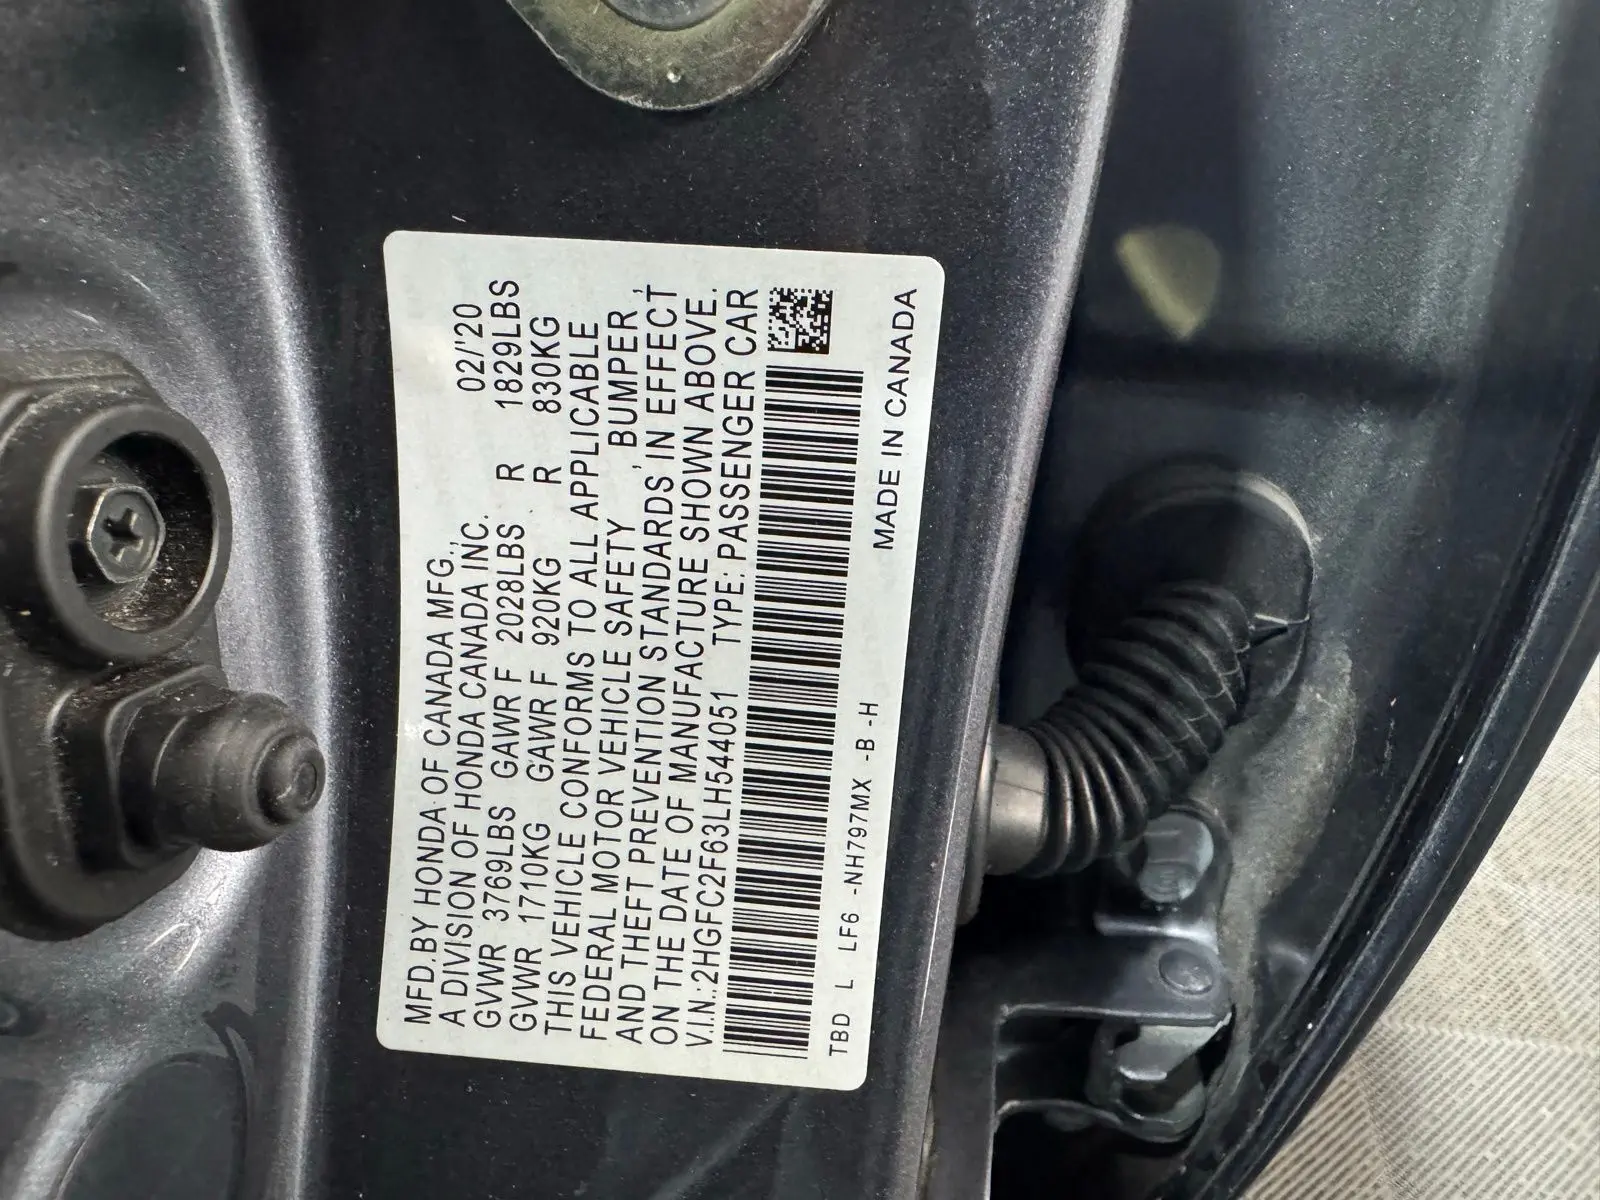 MFD.BY HONDA OF CANADA MFG.,
A DIVISION OF HONDA CANADA INC. 02/'20
GVWR 3769LBS GAWR F 2028LBS R 1829LBS
GVWR 1710KG GAWR F 920KG R 830KG
THIS VEHICLE CONFORMS TO ALL APPLICABLE
FEDERAL MOTOR VEHICLE SAFETY , BUMPER,
AND THEFT PREVENTION STANDARDS IN EFFECT
ON THE DATE OF MANUFACTURE SHOWN ABOVE.
V.I.N.:2HGFC2F63LH544051 TYPE: PASSENGER CAR
TBD L LF6 -NH797MX -B -H MADE IN CANADA